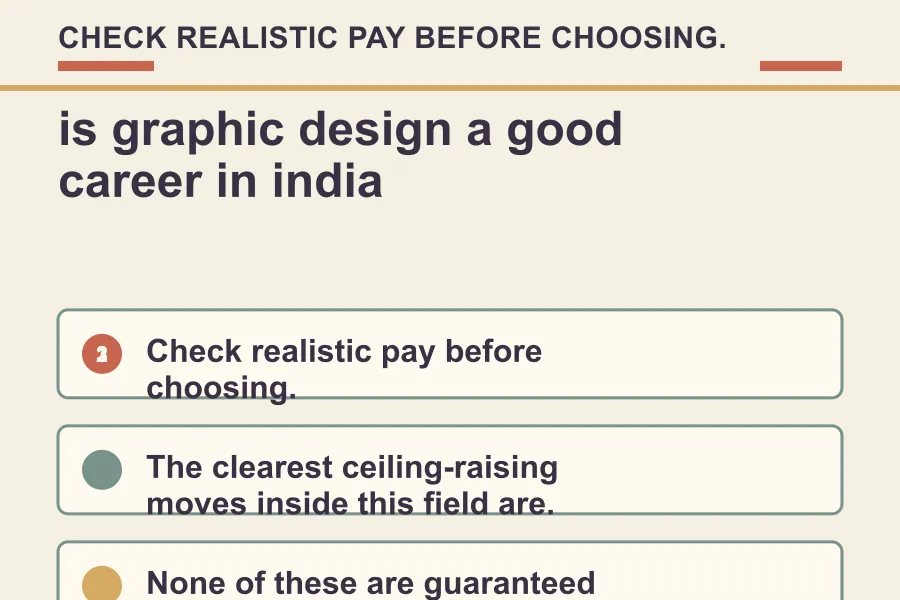 CHECK REALISTIC PAY BEFORE CHOOSING.
is graphic design a good
career in india
Check realistic pay before
choosing.
The clearest ceiling-raising
moves inside this field are.
None of these are guaranteed